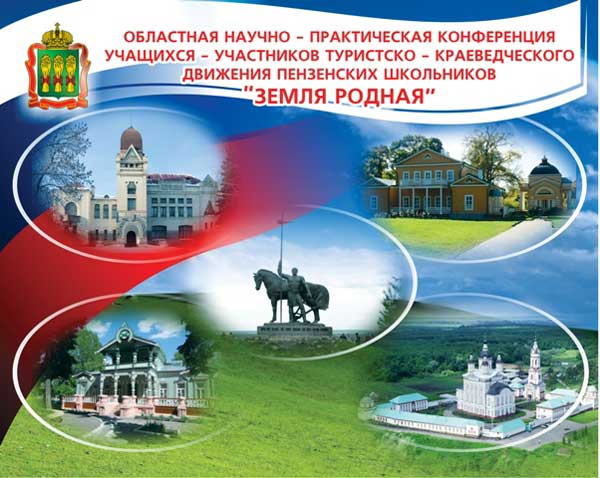 ОБЛАСТНАЯ НАУЧНО - ПРАКТИЧЕСКАЯ КОНФЕРЕНЦИЯ
УЧАЩИХСЯ - УЧАСТНИКОВ ТУРИСТСКО - КРАЕВЕДЧЕСКОГО
ДВИЖЕНИЯ ПЕНЗЕНСКИХ ШКОЛЬНИКОВ
"ЗЕМЛЯ РОДНАЯ"